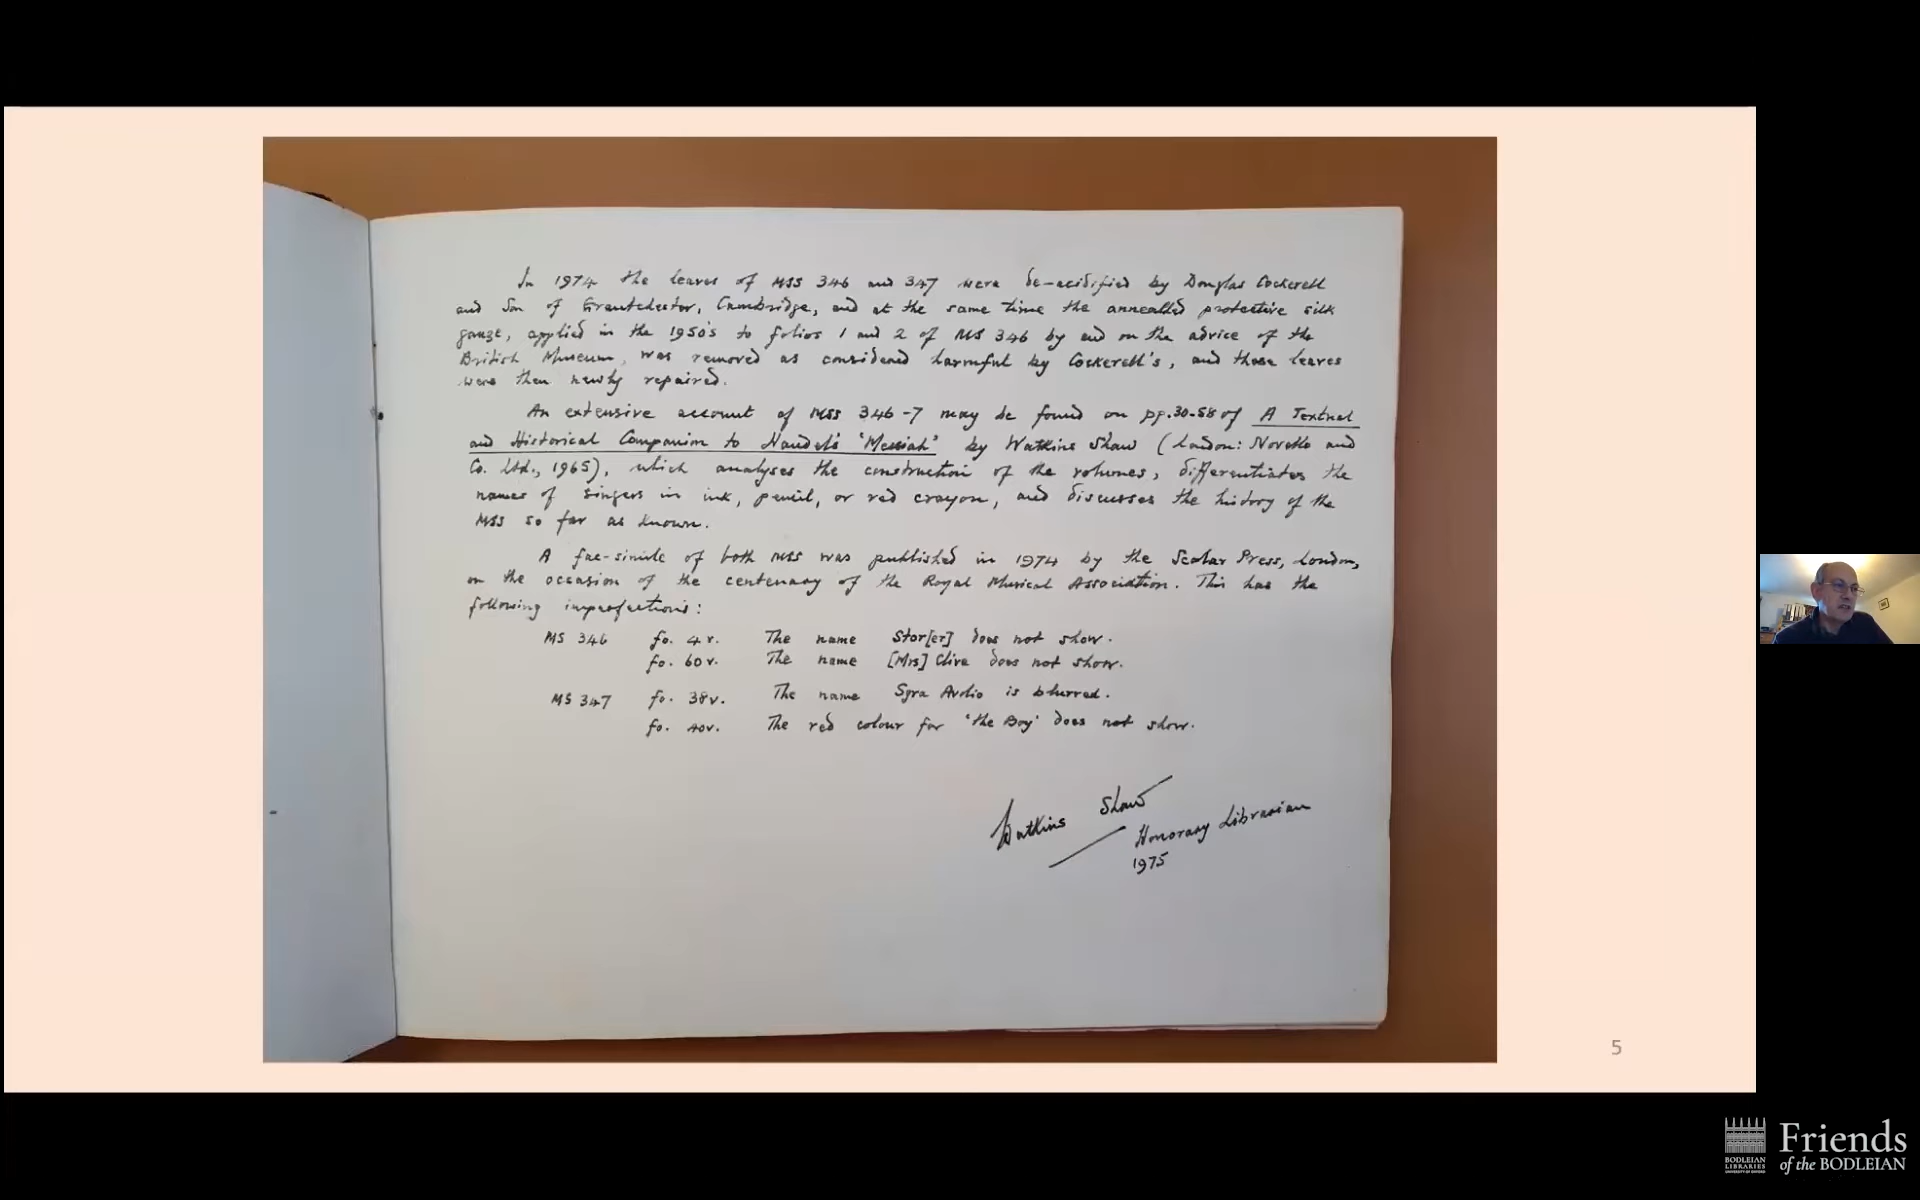 In 1974 the leaves of MSS 346 and 347 were de-acidified by Douglas Cockerell
and Son of Grantchester, Cambridge, and at the same time the annealled protective silk
gauze, applied in the 1950's to folios 1 and 2 of MS 346 by and on the advice of the
British Museum, was removed as considered harmful by Cockerell's, and those leaves
were then newly repaired.
An extensive account of MSS 346-7 may be found on pp.30-58 of A Textual
and Historical Companion to Handel's 'Messiah' by Watkins Shaw (London: Novello and
Co. Ltd., 1965), which analyses the construction of the volumes, differentiates the
names of singers in ink, pencil, or red crayon, and discusses the history of the
MSS so far as known.
A fac-simile of both MSS was published in 1974 by the Scolar Press, London,
on the occasion of the centenary of the Royal Musical Association. This has the
following imperfections:
MS 346 fo. 4v. The name Stor[er] does not show.
fo. 60v. The name [Mrs] Clive does not show.
MS 347 fo. 38v. The name Sgra Avolio is blurred.
fo. 40v. The red colour for 'the Boy' does not show.
Watkins Shaw
Honorary Librarian
1975
5
BODLEIAN
LIBRARIES
UNIVERSITY OF OXFORD
Friends
of the BODLEIAN